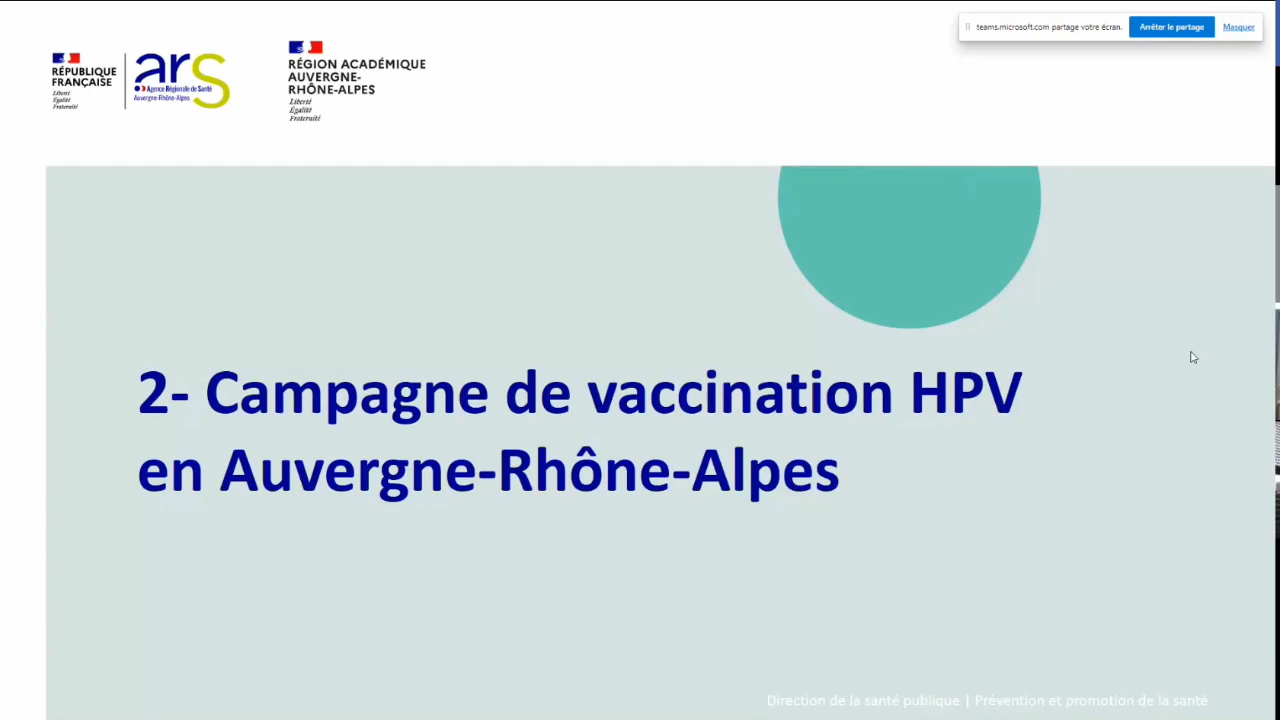 teams.microsoft.com partage votre écran.
Arrêter le partage
Masquer
RÉPUBLIQUE
FRANÇAISE
Liberté
Égalité
Fraternité
ars
Agence Régionale de Santé
Auvergne-Rhône-Alpes
RÉGION ACADÉMIQUE
AUVERGNE-
RHÔNE-ALPES
Liberté
Égalité
Fraternité
2- Campagne de vaccination HPV
en Auvergne-Rhône-Alpes
Direction de la santé publique | Prévention et promotion de la santé